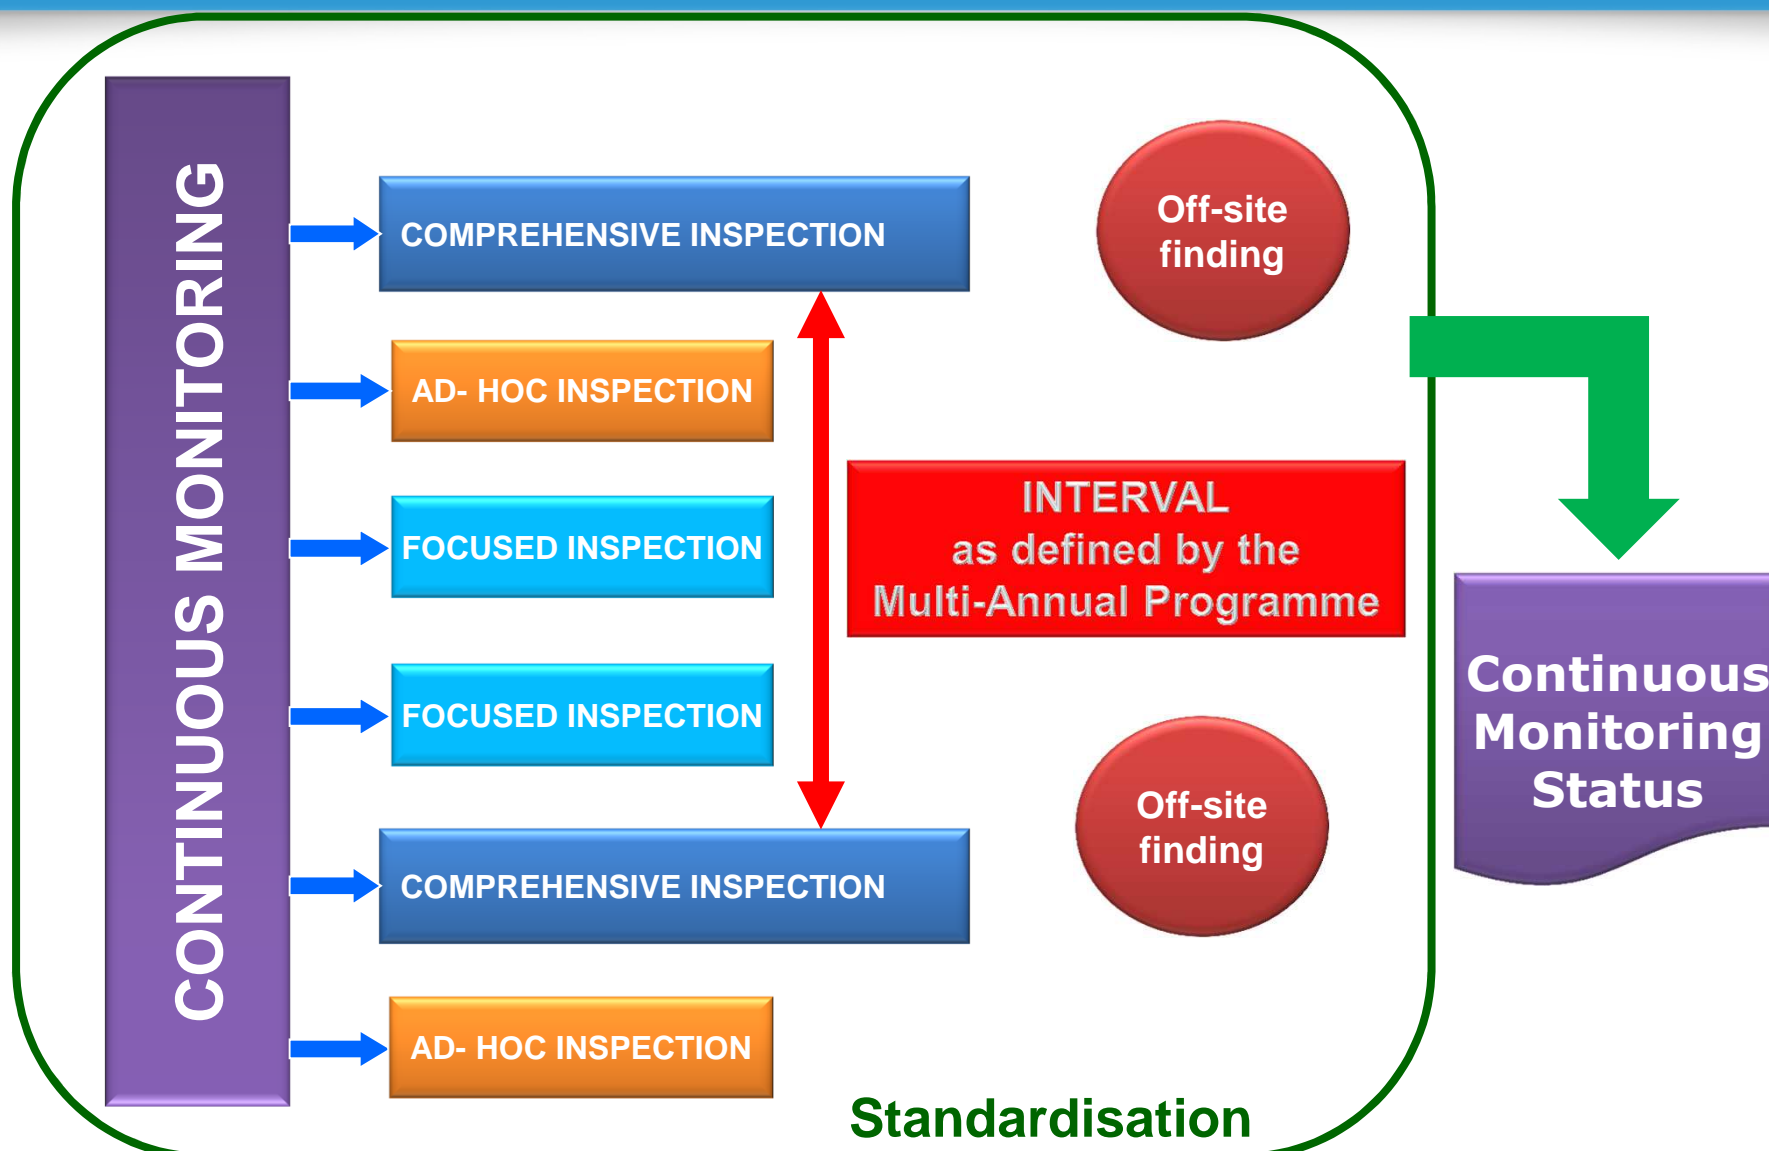 CONTINUOUS MONITORING
COMPREHENSIVE INSPECTION
AD- HOC INSPECTION
FOCUSED INSPECTION
FOCUSED INSPECTION
COMPREHENSIVE INSPECTION
AD- HOC INSPECTION
Off-site
finding
INTERVAL
as defined by the
Multi-Annual Programme
Off-site
finding
Continuous
Monitoring
Status
Standardisation